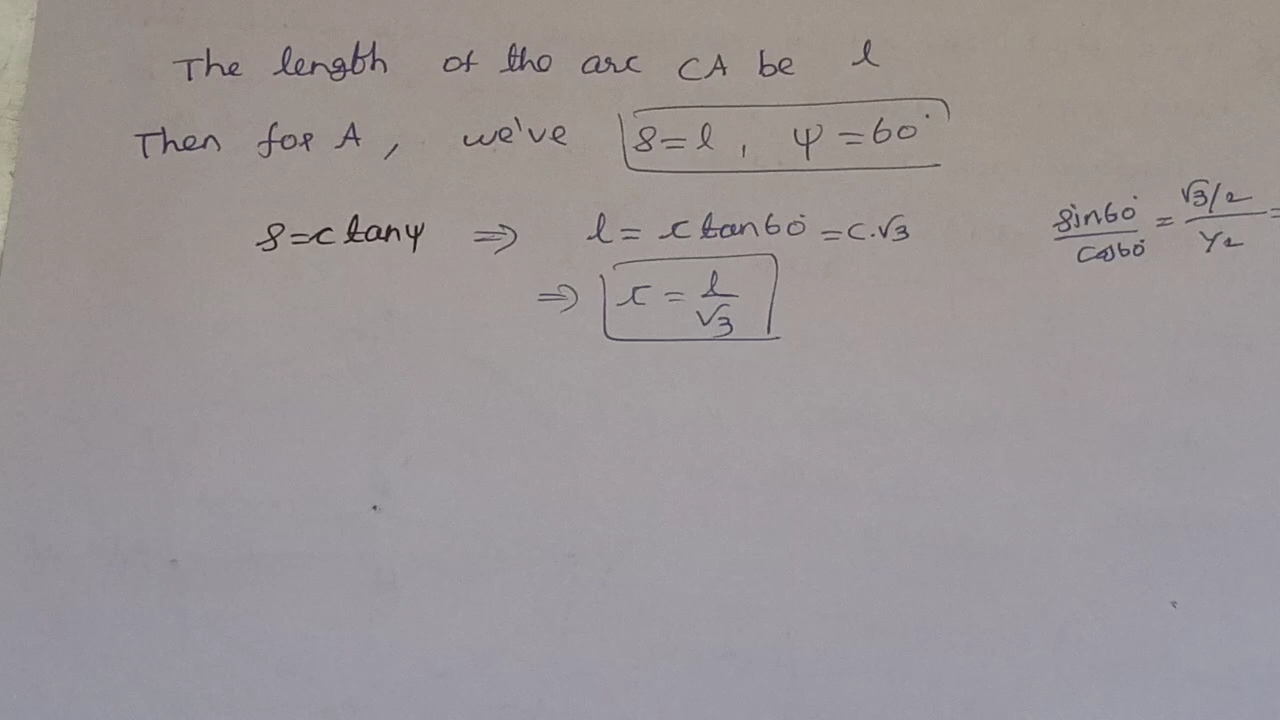 The length of the arc CA be l
Then for A, we've s=l, ψ=60°
s=c tanψ ⇒ l = c tan60° = c.√3
sin60°/cos60° = √3/2 / 1/2 =
⇒ c = l/√3